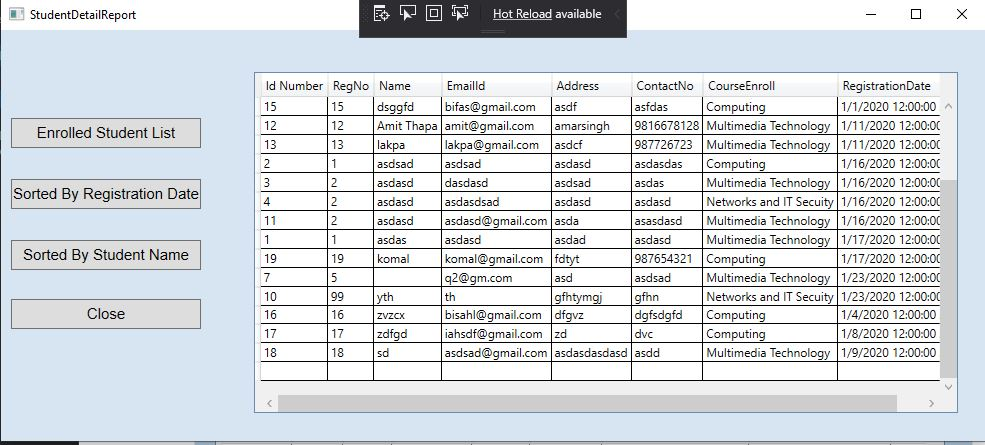 StudentDetailReport
Hot Reload available
Enrolled Student List
Sorted By Registration Date
Sorted By Student Name
Close
Id Number RegNo Name EmailId Address ContactNo CourseEnroll RegistrationDate
15 15 dsggfd bifas@gmail.com asdf asfdas Computing 1/1/2020 12:00:00
12 12 Amit Thapa amit@gmail.com amarsingh 9816678128 Multimedia Technology 1/11/2020 12:00:00
13 13 lakpa lakpa@gmail.com asdcf 987726723 Multimedia Technology 1/11/2020 12:00:00
2 1 asdsad asdsad asdasd asdasdas Computing 1/16/2020 12:00:00
3 2 asdasd dasdasd asdsad asdas Multimedia Technology 1/16/2020 12:00:00
4 2 asdasd asdasdsad asdasd asdasd Networks and IT Secuity 1/16/2020 12:00:00
11 2 asdasd asdasd@gmail.com asda asasdasd Multimedia Technology 1/16/2020 12:00:00
1 1 asdas asdasd asdad asdasd Multimedia Technology 1/17/2020 12:00:00
19 19 komal komal@gmail.com fdtyt 987654321 Computing 1/17/2020 12:00:00
7 5 q2@gm.com asd asdsad Multimedia Technology 1/23/2020 12:00:00
10 99 yth th gfhtymgj gfhn Networks and IT Secuity 1/23/2020 12:00:00
16 16 zvzcx bisahl@gmail.com dfgvz dgfsdgfd Computing 1/4/2020 12:00:00
17 17 zdfgd iahsdf@gmail.com zd dvc Computing 1/8/2020 12:00:00
18 18 sd asdsad@gmail.com asdasdasdasd asdd Multimedia Technology 1/9/2020 12:00:00